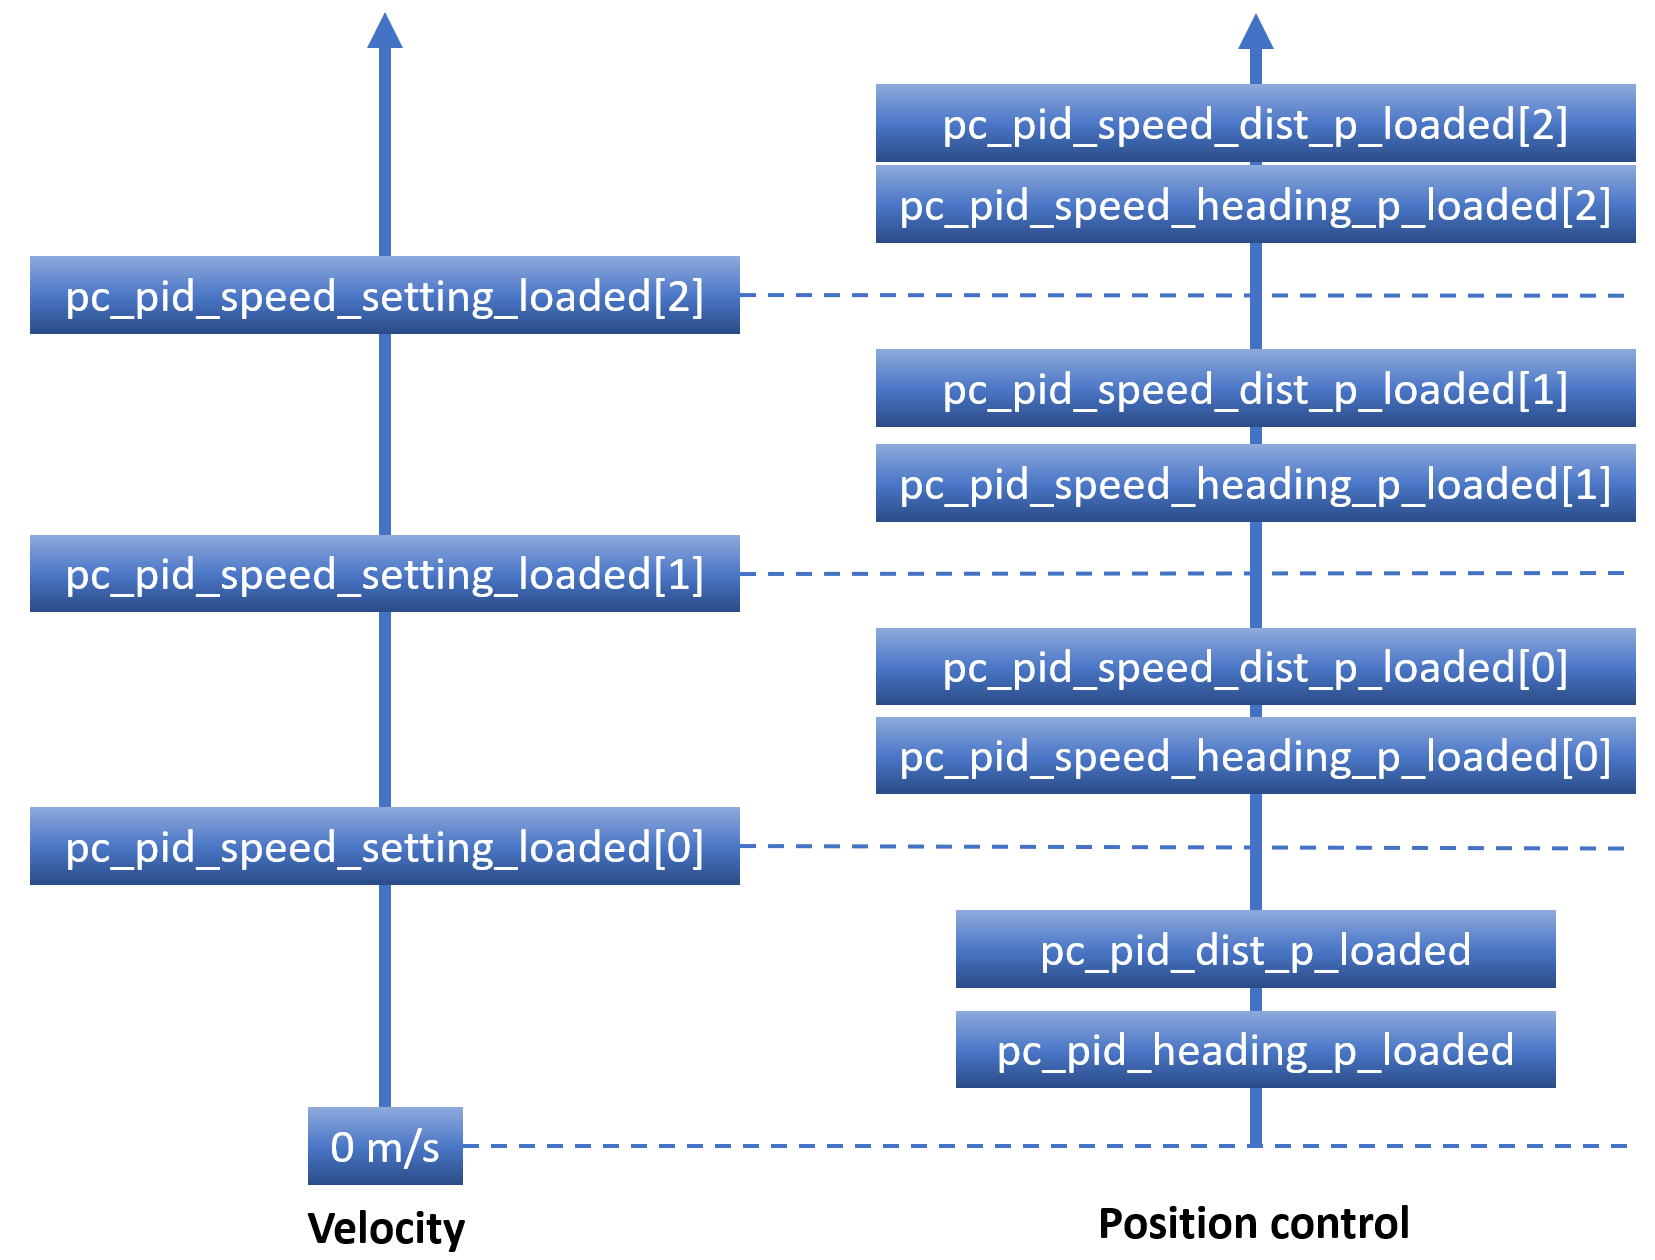 pc_pid_speed_dist_p_loaded[2]
pc_pid_speed_heading_p_loaded[2]
pc_pid_speed_setting_loaded[2]
pc_pid_speed_dist_p_loaded[1]
pc_pid_speed_heading_p_loaded[1]
pc_pid_speed_setting_loaded[1]
pc_pid_speed_dist_p_loaded[0]
pc_pid_speed_heading_p_loaded[0]
pc_pid_speed_setting_loaded[0]
pc_pid_dist_p_loaded
pc_pid_heading_p_loaded
0 m/s
Velocity
Position control